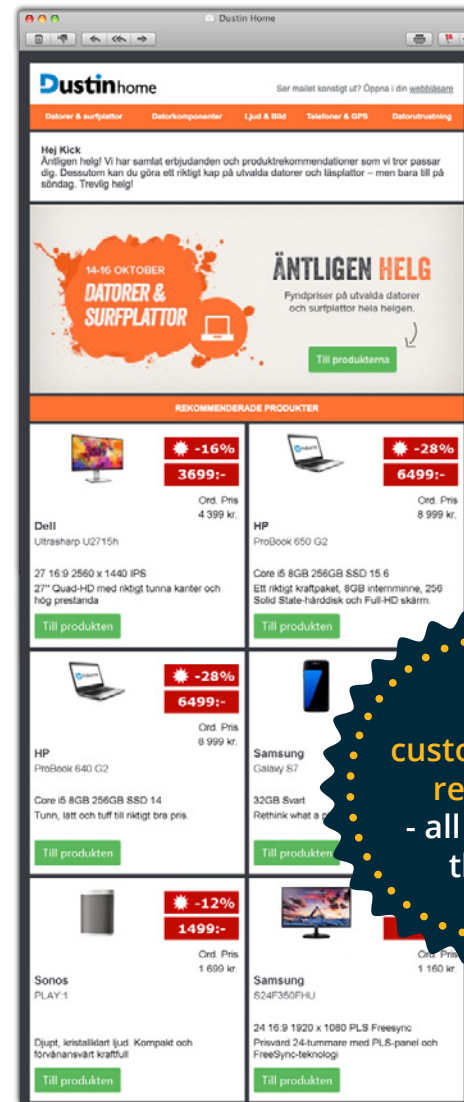 Dustin Home
Dustinhome
Ser mailet konstigt ut? Öppna i din webbläsare
Datorer & surfplattor Datorkomponenter Ljud & Bild Telefoner & GPS Datorutrustning
Hej Kick
Äntligen helg! Vi har samlat erbjudanden och produktrekommendationer som vi tror passar
dig. Dessutom kan du göra ett riktigt kap på utvalda datorer och läsplattor – men bara till på
söndag. Trevlig helg!
14-16 OKTOBER
DATORER &
SURFPLATTOR
ÄNTLIGEN HELG
Fyndpriser på utvalda datorer
och surfplattor hela helgen.
Till produkterna
REKOMMENDERADE PRODUKTER
-16%
3699:-
Ord. Pris
4 399 kr.
Dell
Ultrasharp U2715h
27 16:9 2560 x 1440 IPS
27" Quad-HD med riktigt tunna kanter och
hög prestanda
Till produkten
-28%
6499:-
Ord. Pris
8 999 kr.
HP
ProBook 650 G2
Core i5 8GB 256GB SSD 15.6
Ett riktigt kraftpaket, 8GB internminne, 256
Solid State-hårddisk och Full-HD skärm.
Till produkten
-28%
6499:-
Ord. Pris
8 999 kr.
HP
ProBook 640 G2
Core i5 8GB 256GB SSD 14
Tunn, lätt och tuff till riktigt bra pris.
Till produkten
Samsung
Galaxy S7
32GB Svart
Rethink what a p
Till produkten
custo
re
- all
th
-12%
1499:-
Ord. Pris
1 699 kr.
Sonos
PLAY:1
Djupt, kristallklart ljud. Kompakt och
förvånansvärt kraftfull
Till produkten
Ord. Pris
1 160 kr.
Samsung
S24F350FHU
24 16:9 1920 x 1080 PLS Freesync
Prisvärd 24-tummare med PLS-panel och
FreeSync-teknologi
Till produkten